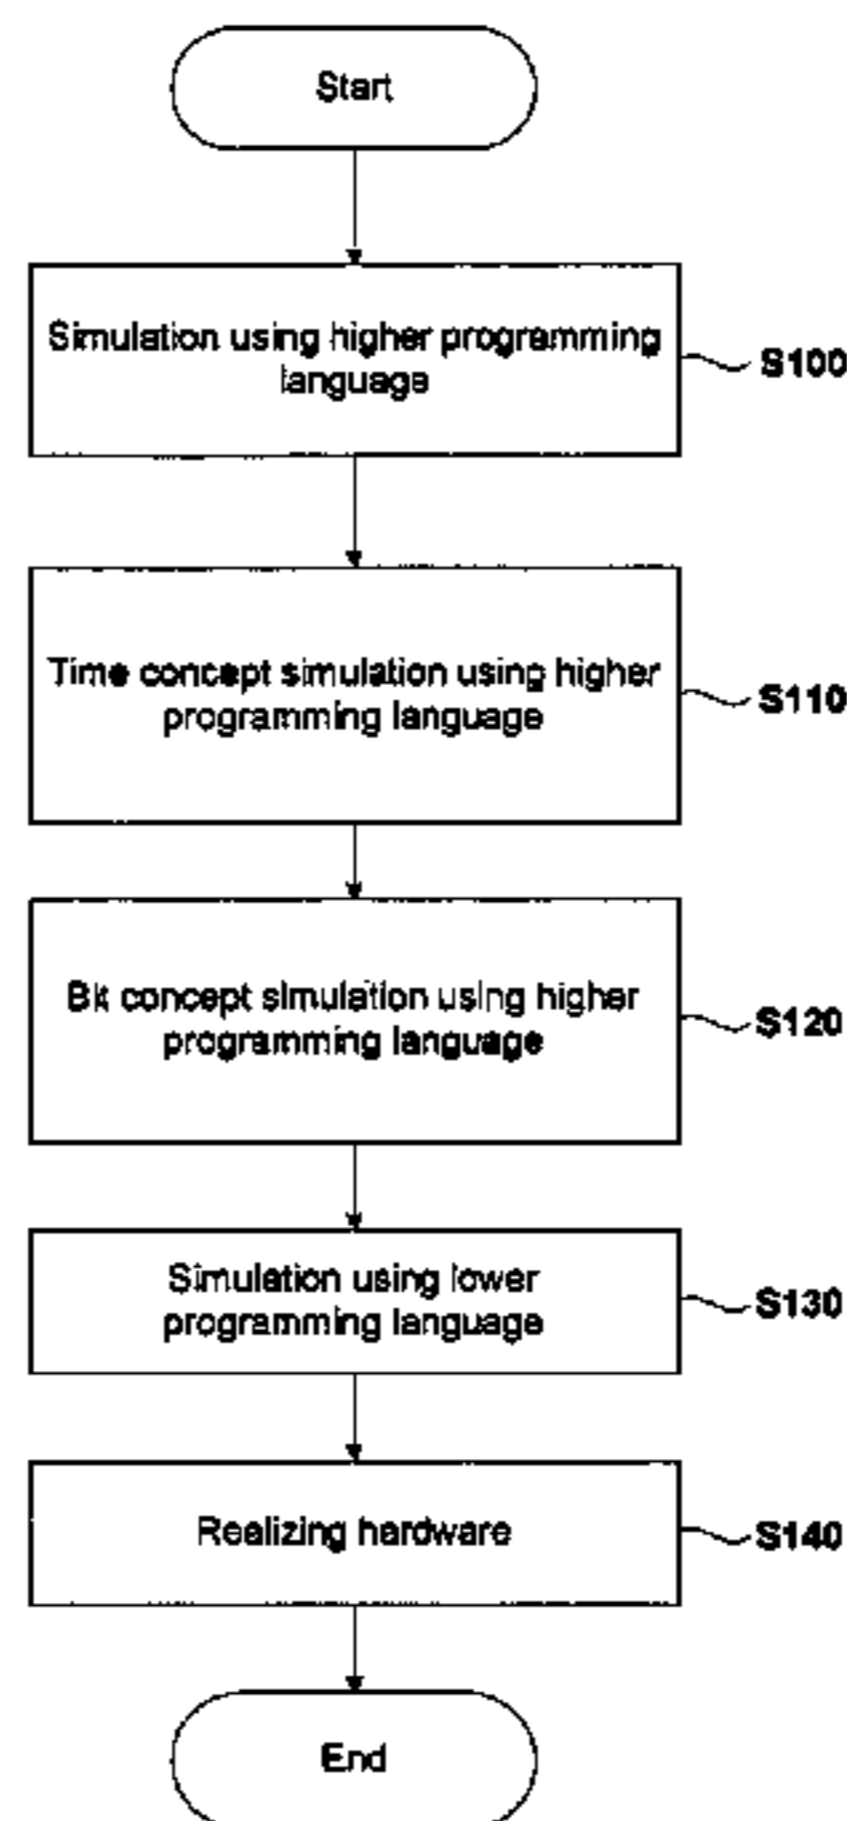 Start
Simulation using higher programming
language
S100
Time concept simulation using higher
programming language
S110
Bit concept simulation using higher
programming language
S120
Simulation using lower
programming language
S130
Realizing hardware
S140
End